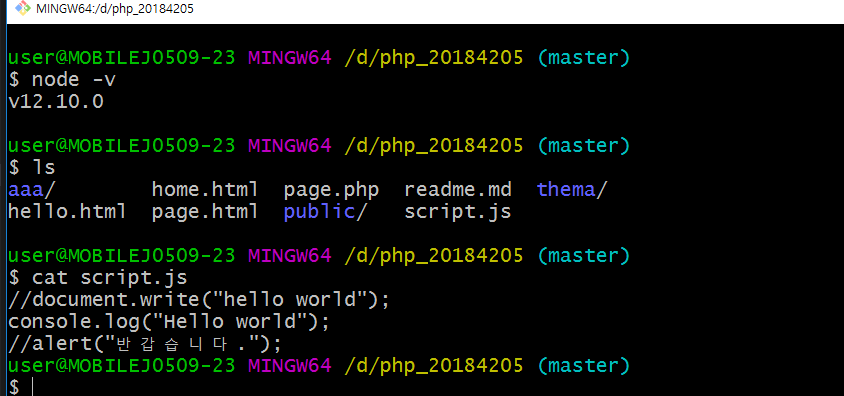 MINGW64:/d/php_20184205
user@MOBILEJO509-23 MINGW64 /d/php_20184205 (master)
$ node -v
v12.10.0
user@MOBILEJO509-23 MINGW64 /d/php_20184205 (master)
$ ls
aaa/ home.html page.php readme.md thema/
hello.html page.html public/ script.js
user@MOBILEJO509-23 MINGW64 /d/php_20184205 (master)
$ cat script.js
//document.write("hello world");
console.log("Hello world");
//alert("반 갑 습 니 다 .");
user@MOBILEJO509-23 MINGW64 /d/php_20184205 (master)
$